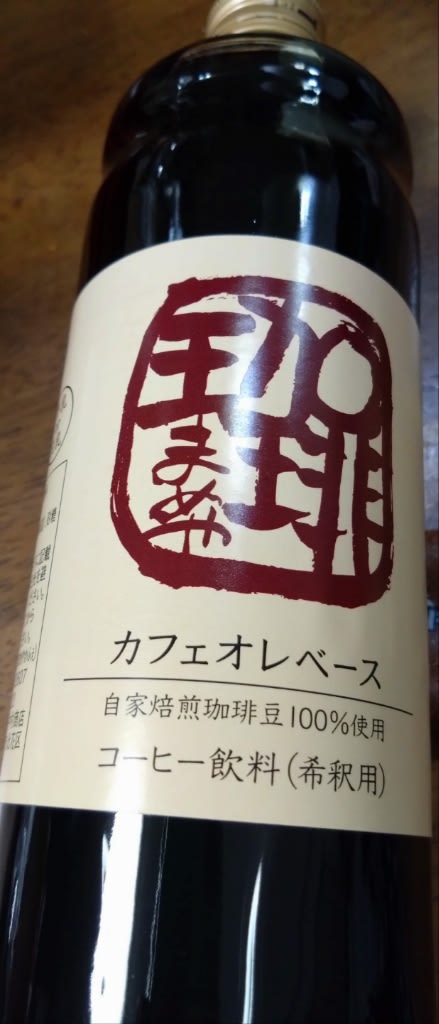 珈琲
まめや
カフェオレベース
自家焙煎珈琲豆100%使用
コーヒー飲料(希釈用)